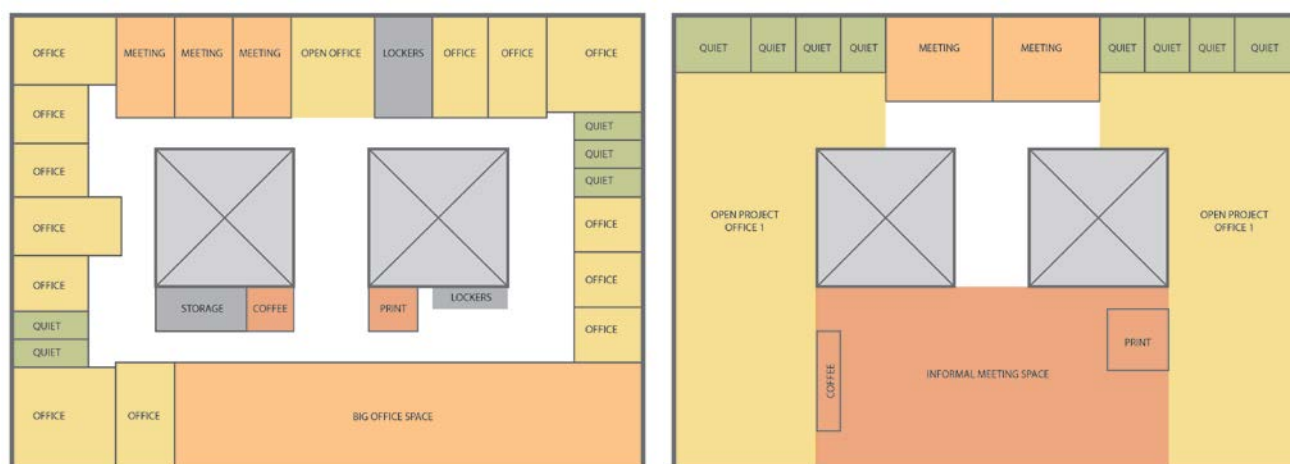 OFFICE
MEETING
MEETING
MEETING
OPEN OFFICE
LOCKERS
OFFICE
OFFICE
OFFICE
OFFICE
OFFICE
OFFICE
OFFICE
QUIET
QUIET
OFFICE
OFFICE
QUIET
QUIET
QUIET
OFFICE
OFFICE
OFFICE
STORAGE
COFFEE
PRINT
LOCKERS
BIG OFFICE SPACE
QUIET
QUIET
QUIET
QUIET
MEETING
MEETING
QUIET
QUIET
QUIET
QUIET
OPEN PROJECT
OFFICE 1
OPEN PROJECT
OFFICE 1
COFFEE
INFORMAL MEETING SPACE
PRINT